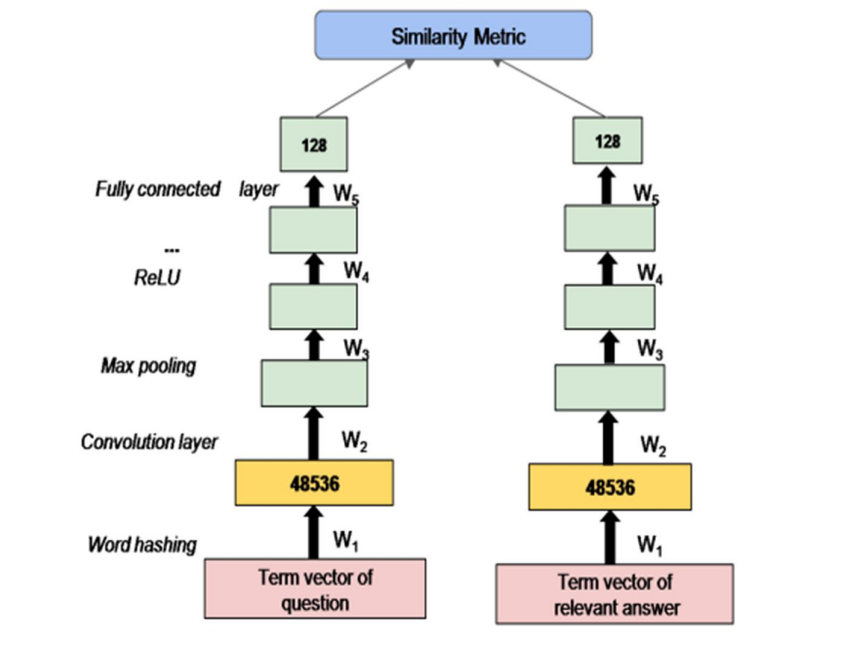 Similarity Metric
128
128
Fully connected layer
W5
W5
...
ReLU
W4
W4
Max pooling
W3
W3
Convolution layer
W2
W2
48536
48536
Word hashing
W1
W1
Term vector of
question
Term vector of
relevant answer